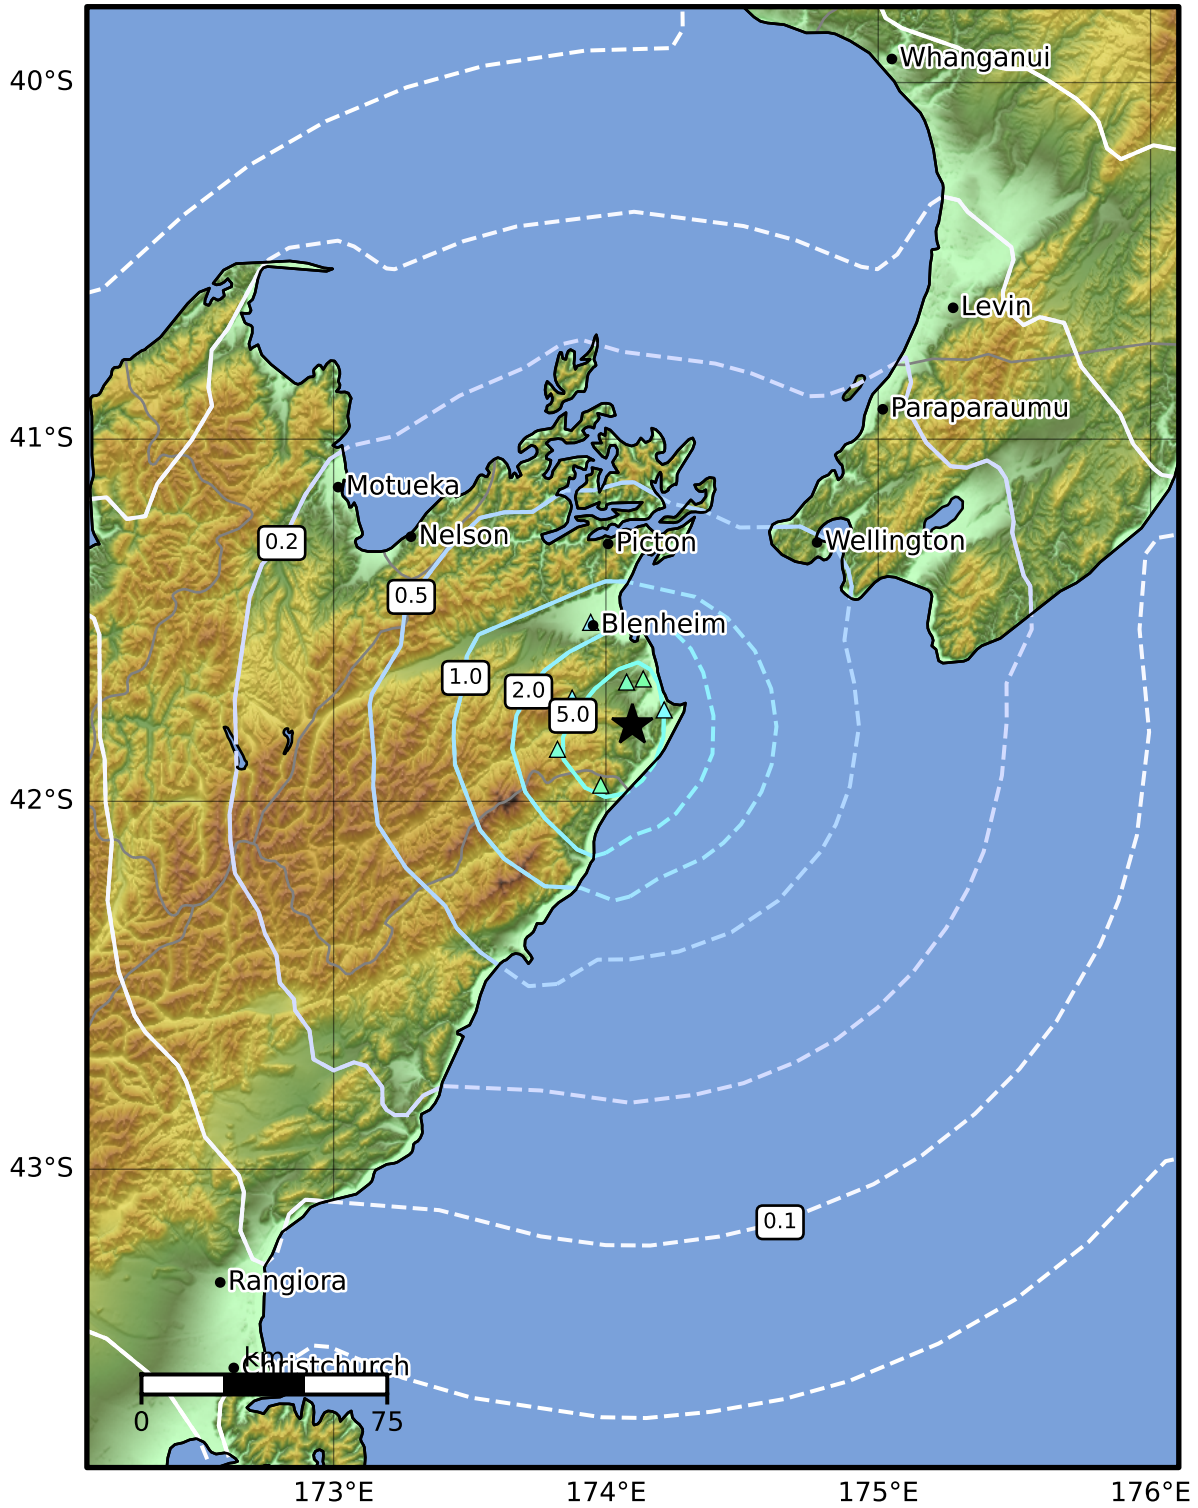 Whanganui
40°S
Levin
Paraparaumu
41°S
Motueka
Nelson
Picton
Wellington
0.2
0.5
Blenheim
1.0
2.0
5.0
42°S
43°S
0.1
Rangiora
km
Christchurch
0
75
173°E
174°E
175°E
176°E